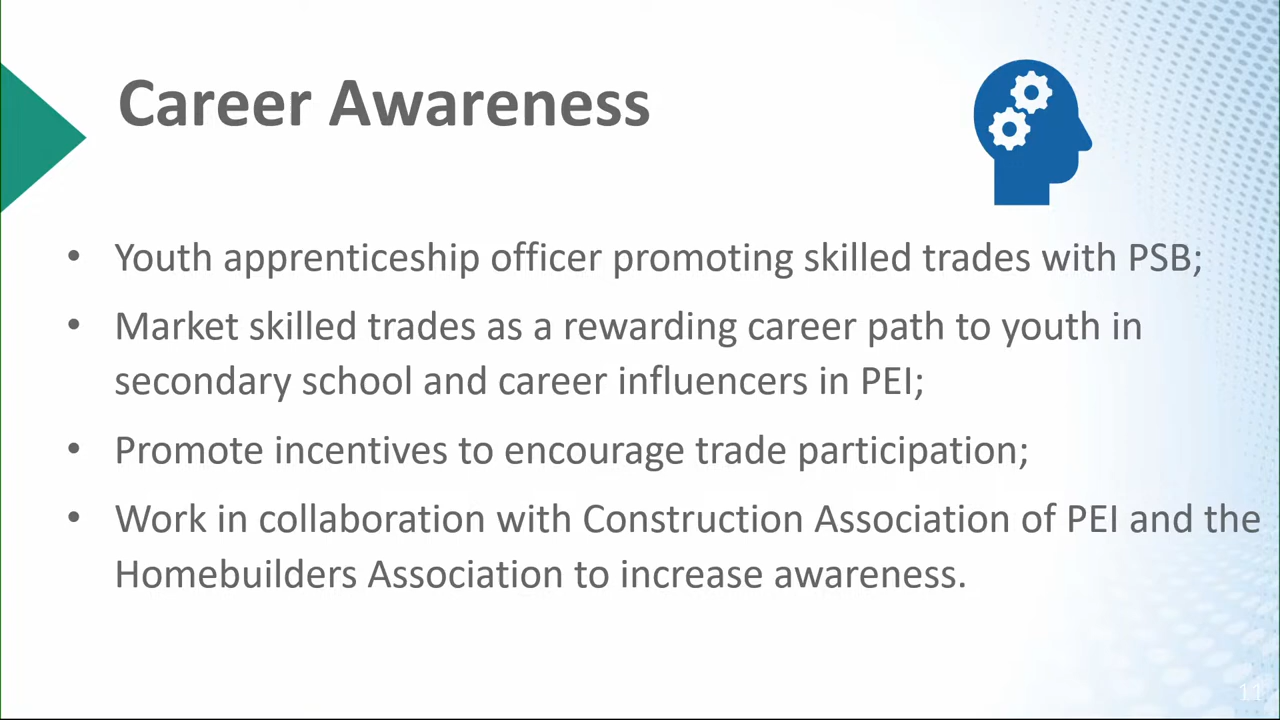 Career Awareness
• Youth apprenticeship officer promoting skilled trades with PSB;
• Market skilled trades as a rewarding career path to youth in
secondary school and career influencers in PEI;
• Promote incentives to encourage trade participation;
• Work in collaboration with Construction Association of PEI and the
Homebuilders Association to increase awareness.
11